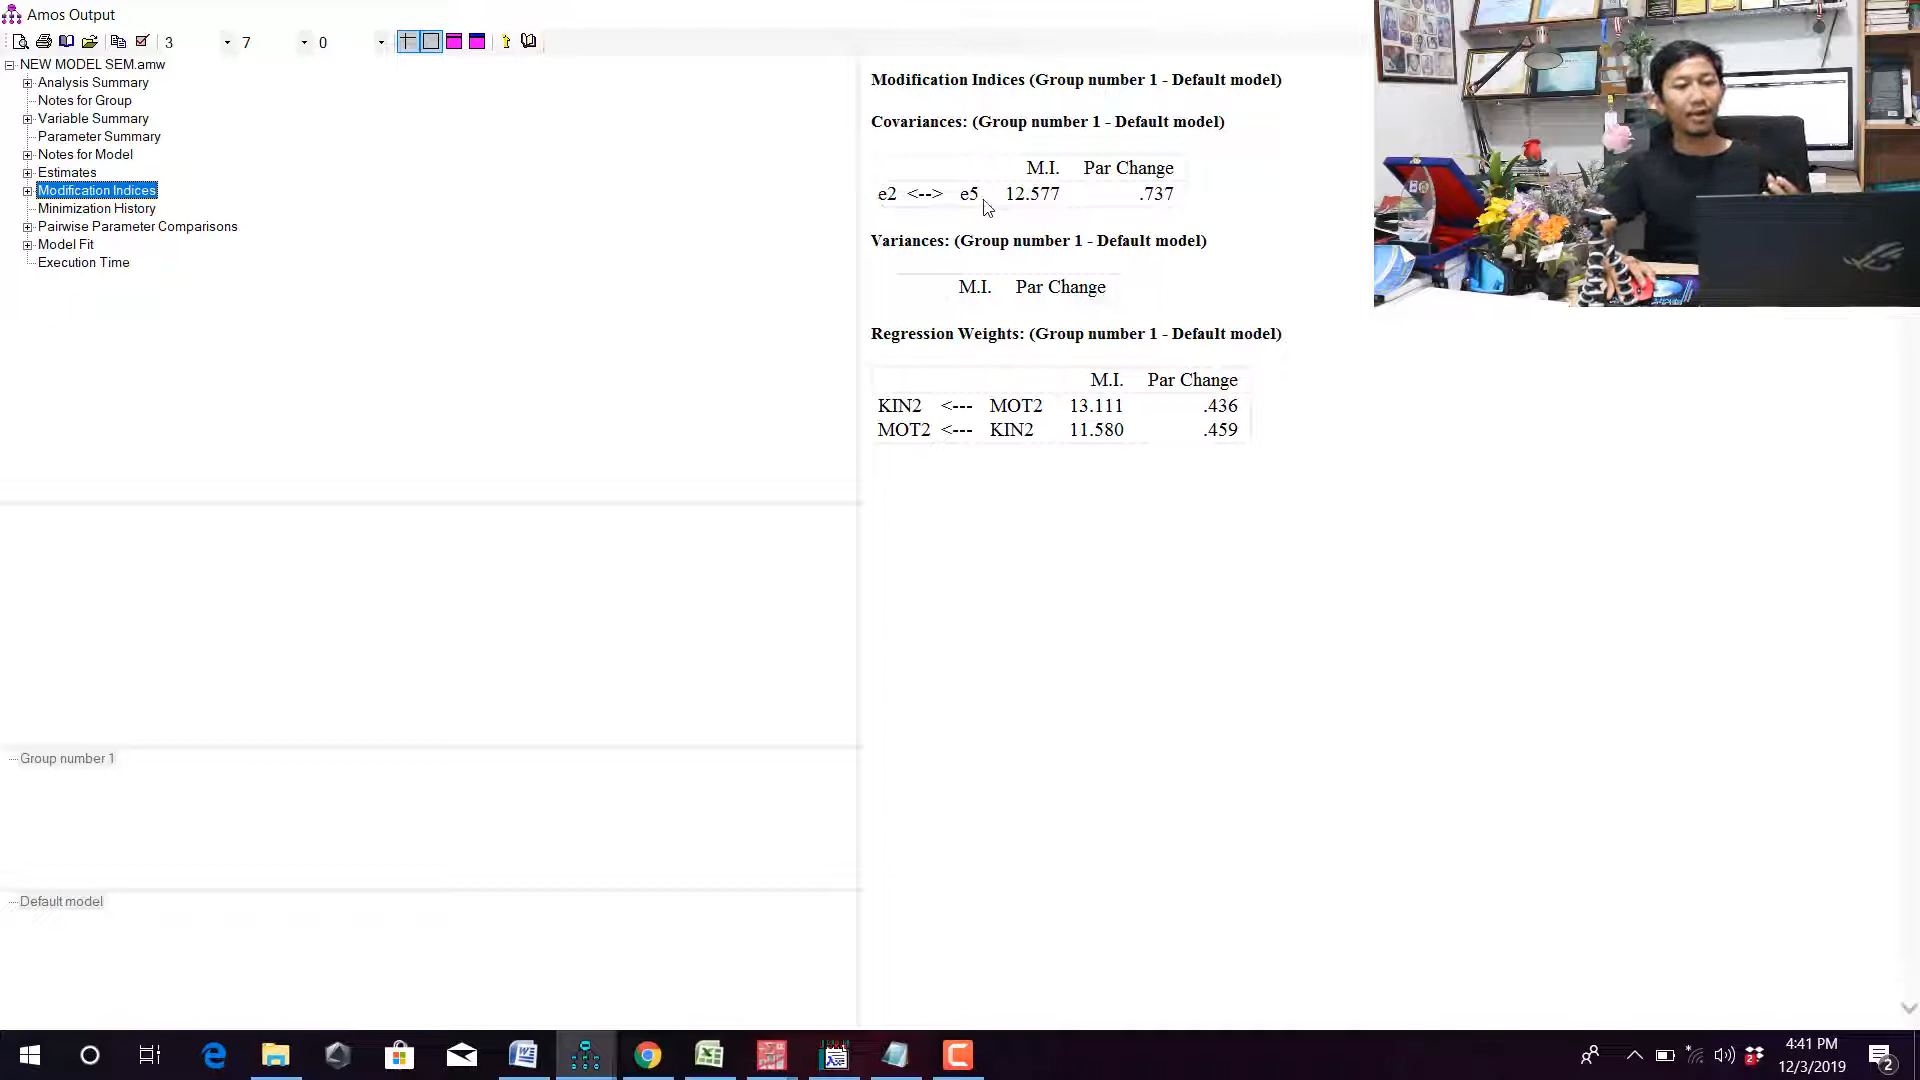 Amos Output
3 7 0
NEW MODEL SEM.amw
Analysis Summary
Notes for Group
Variable Summary
Parameter Summary
Notes for Model
Estimates
Modification Indices
Minimization History
Pairwise Parameter Comparisons
Model Fit
Execution Time
Group number 1
Default model
Modification Indices (Group number 1 - Default model)
Covariances: (Group number 1 - Default model)
M.I. Par Change
e2 <--> e5 12.577 .737
Variances: (Group number 1 - Default model)
M.I. Par Change
Regression Weights: (Group number 1 - Default model)
M.I. Par Change
KIN2 <--- MOT2 13.111 .436
MOT2 <--- KIN2 11.580 .459
4:41 PM
12/3/2019
2